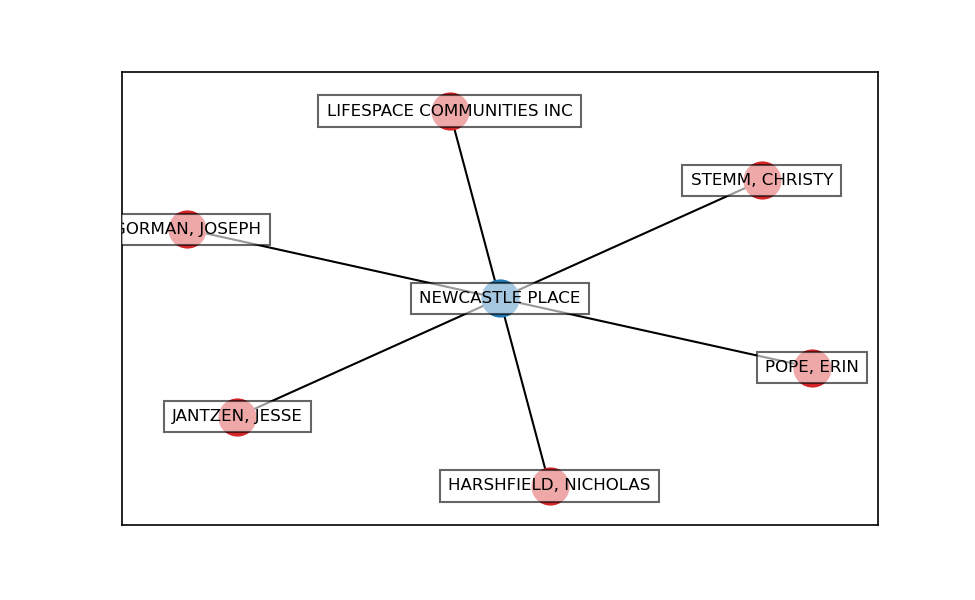 LIFESPACE COMMUNITIES INC
STEMM, CHRISTY
GORMAN, JOSEPH
NEWCASTLE PLACE
POPE, ERIN
JANTZEN, JESSE
HARSHFIELD, NICHOLAS